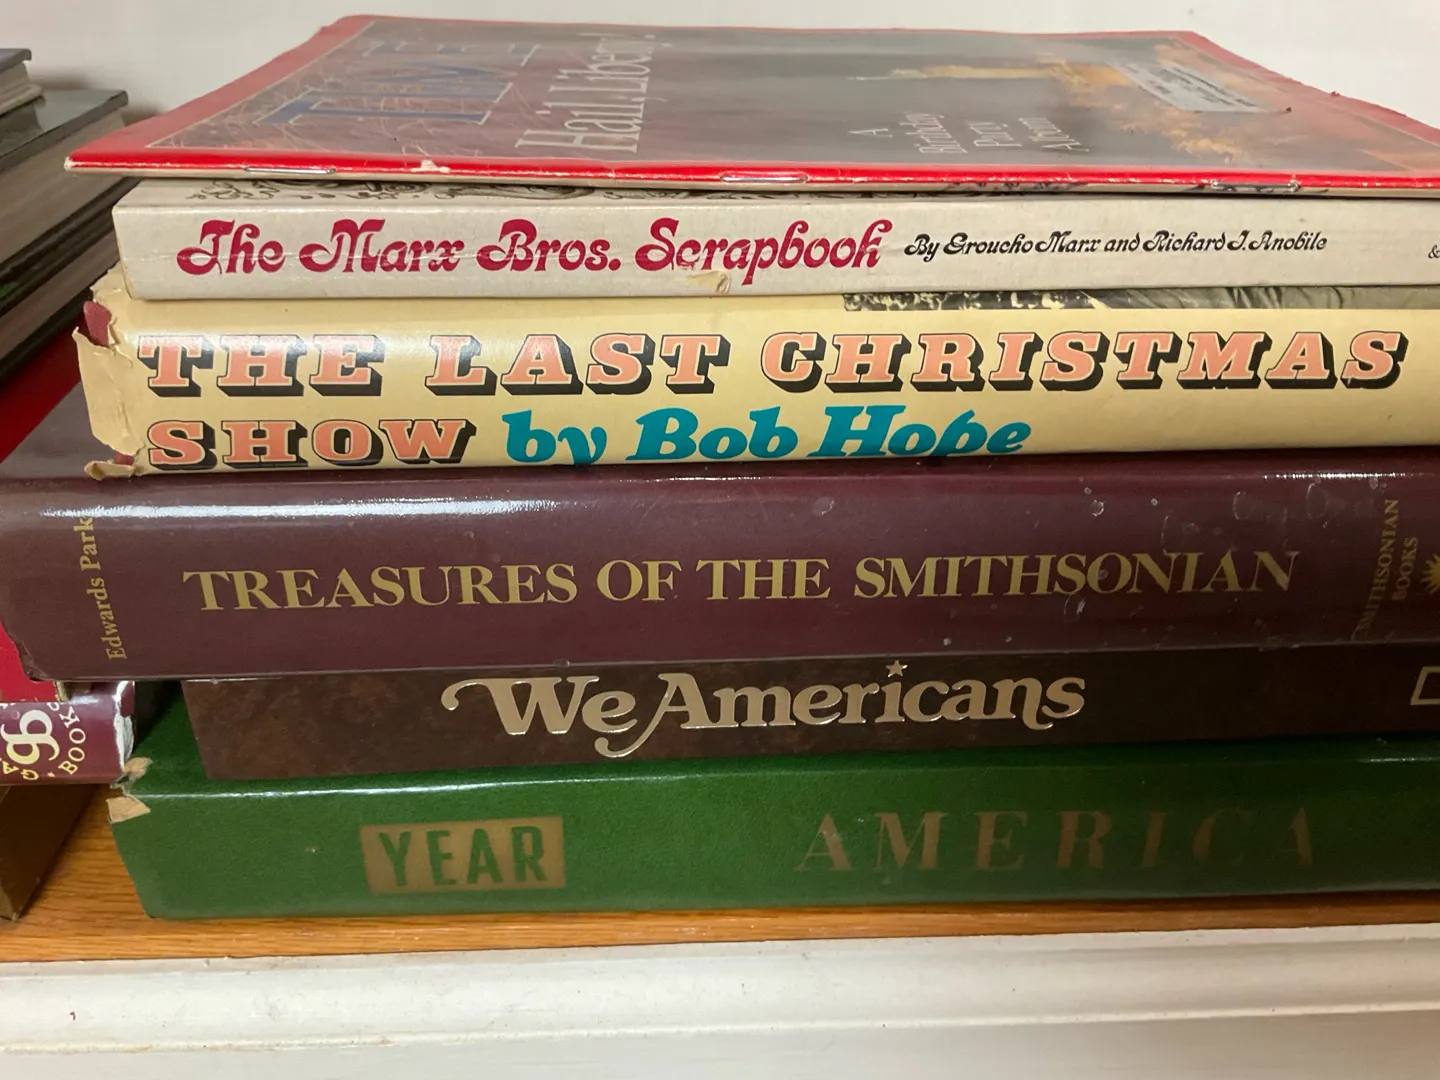 TIME
Hail, Liberty!
A
Birthday
Party
Album
The Marx Bros. Scrapbook By Groucho Marx and Richard J. Anobile &
THE LAST CHRISTMAS
SHOW by Bob Hope
Edwards Park TREASURES OF THE SMITHSONIAN SMITHSONIAN
BOOKS
We Americans
BOOK
YEAR AMERICA